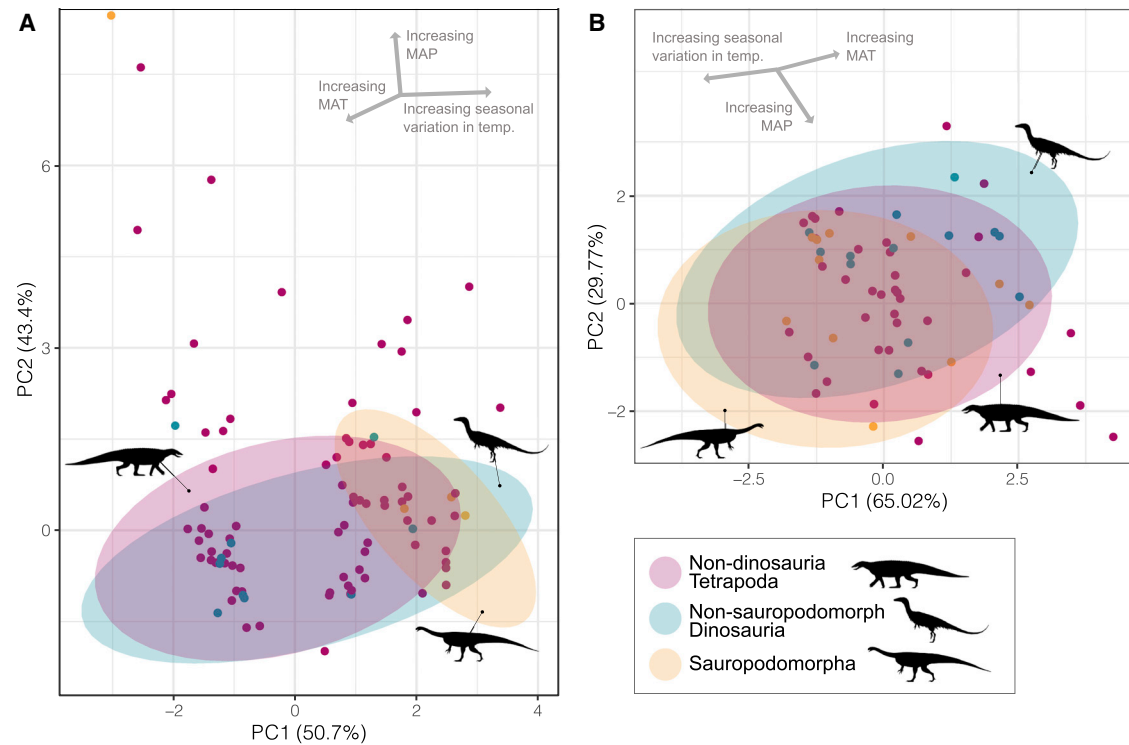 A
Increasing
MAP
Increasing
MAT
Increasing seasonal
variation in temp.
6
3
0
PC2 (43.4%)
−2
0
2
4
PC1 (50.7%)
B
Increasing seasonal
variation in temp.
Increasing
MAT
Increasing
MAP
2
0
−2
PC2 (29.77%)
−2.5
0.0
2.5
PC1 (65.02%)
Non-dinosauria
Tetrapoda
Non-sauropodomorph
Dinosauria
Sauropodomorpha